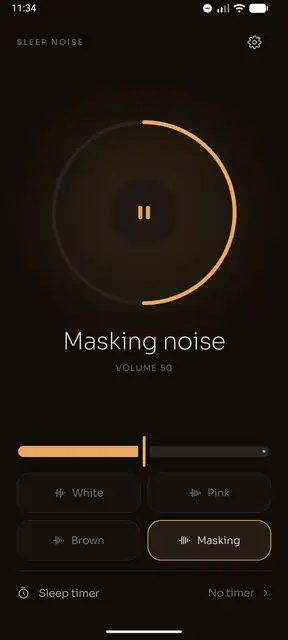 11:34
SLEEP NOISE
Masking noise
VOLUME 50
White
Pink
Brown
Masking
Sleep timer
No timer